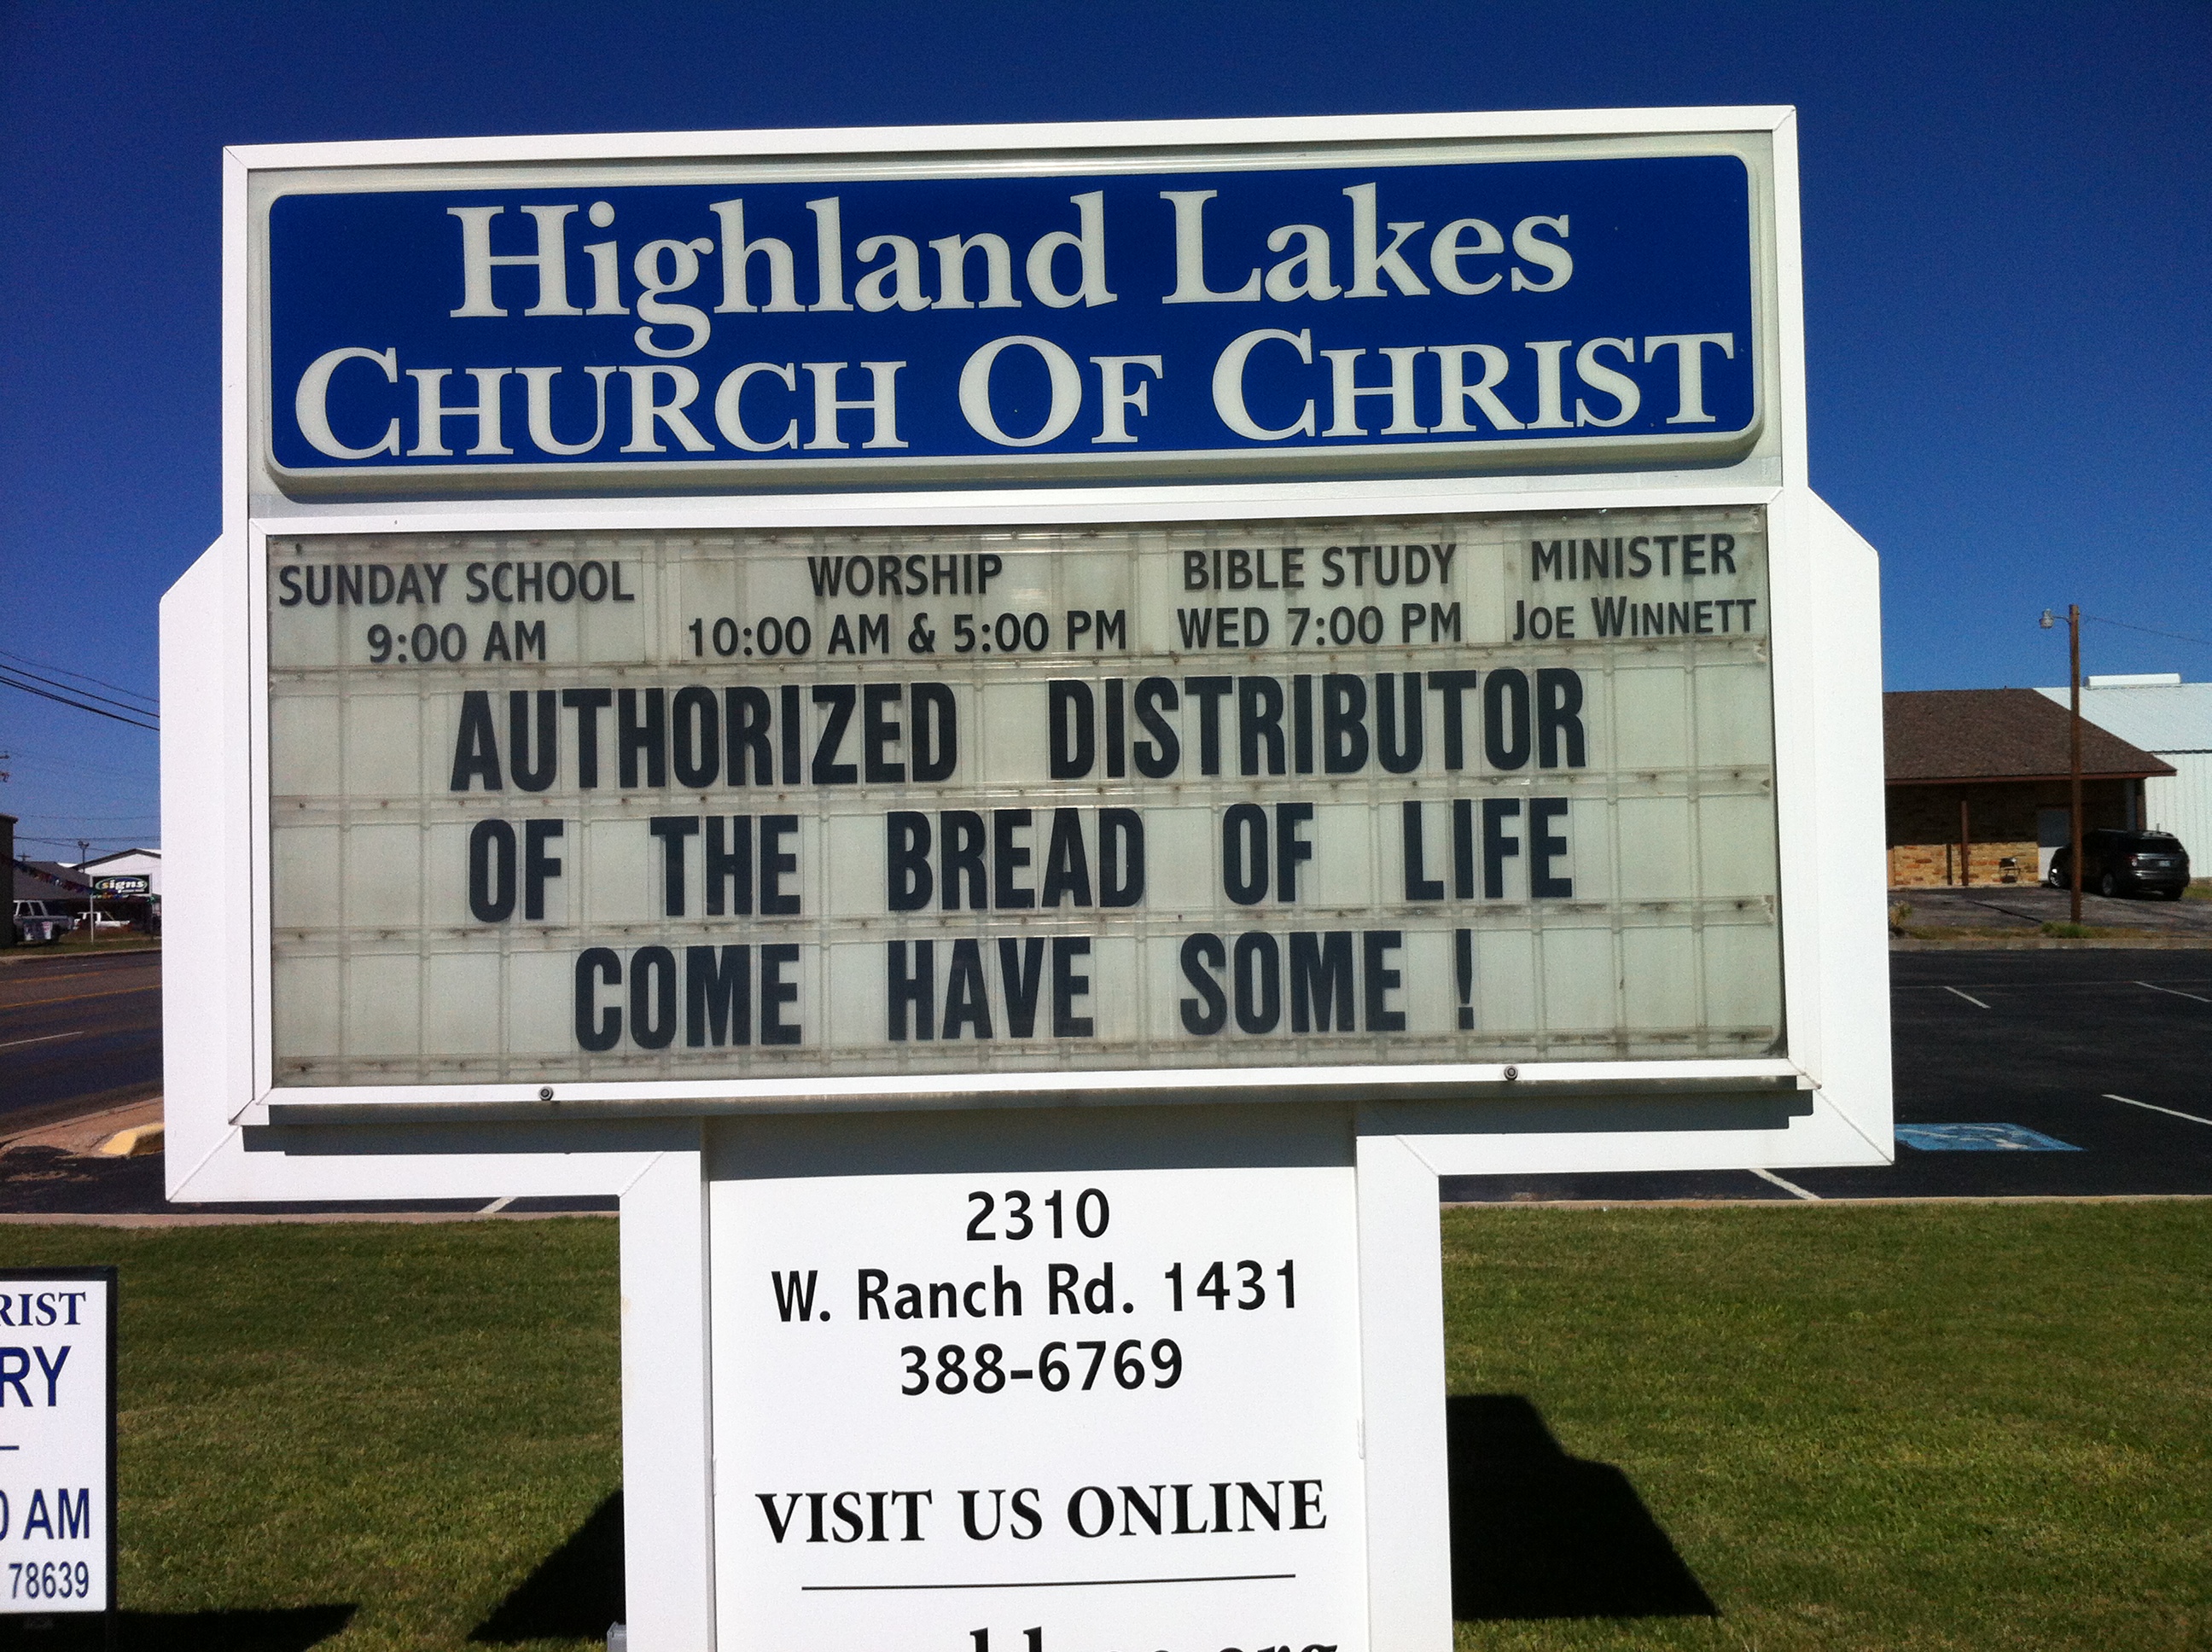 Highland Lakes
CHURCH OF CHRIST
SUNDAY SCHOOL
9:00 AM
WORSHIP
10:00 AM & 5:00 PM
BIBLE STUDY
WED 7:00 PM
MINISTER
JOE WINNETT
AUTHORIZED DISTRIBUTOR
OF THE BREAD OF LIFE
COME HAVE SOME !
2310
W. Ranch Rd. 1431
388-6769
VISIT US ONLINE
signs
AM
78639